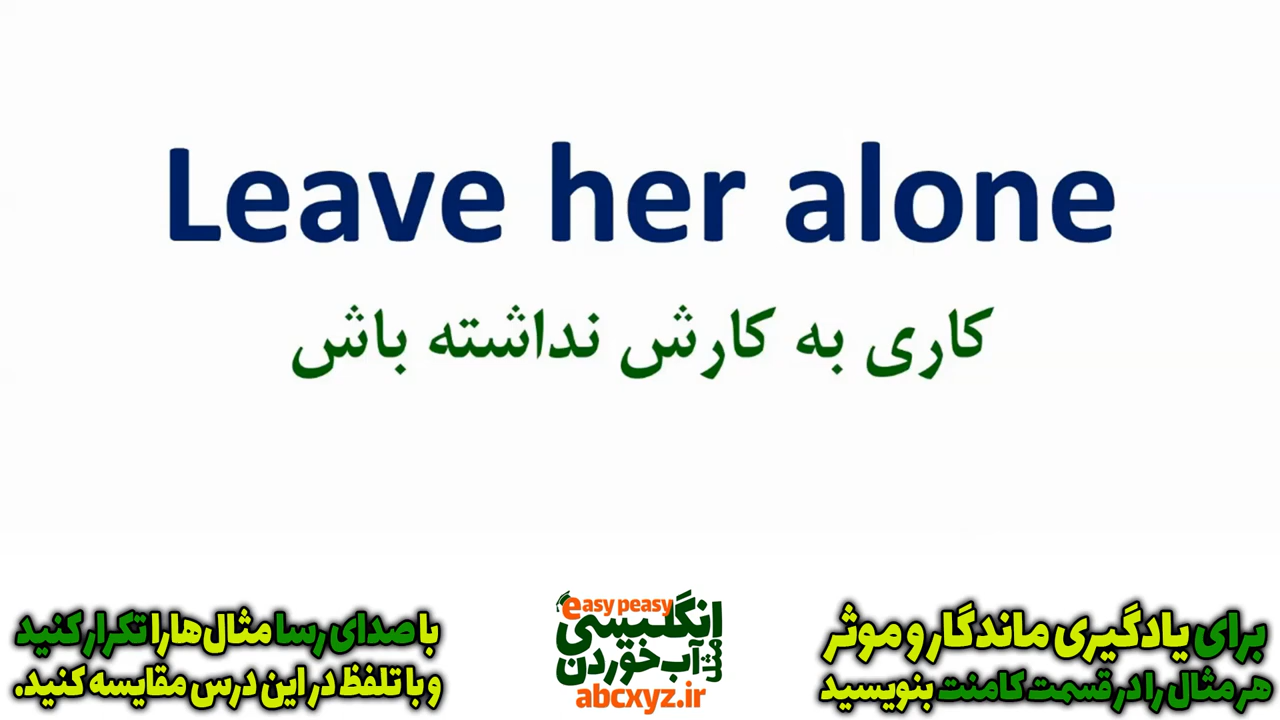 Leave her alone
کاری به کارش نداشته باش
برای یادگیری ماندگار و موثر
هر مثال را در قسمت کامنت بنویسید
easy peasy
انگلیسی
مثل آب خوردن
abcxyz.ir
با صدای رسا مثال‌ها را تکرار کنید
و با تلفظ در این درس مقایسه کنید.